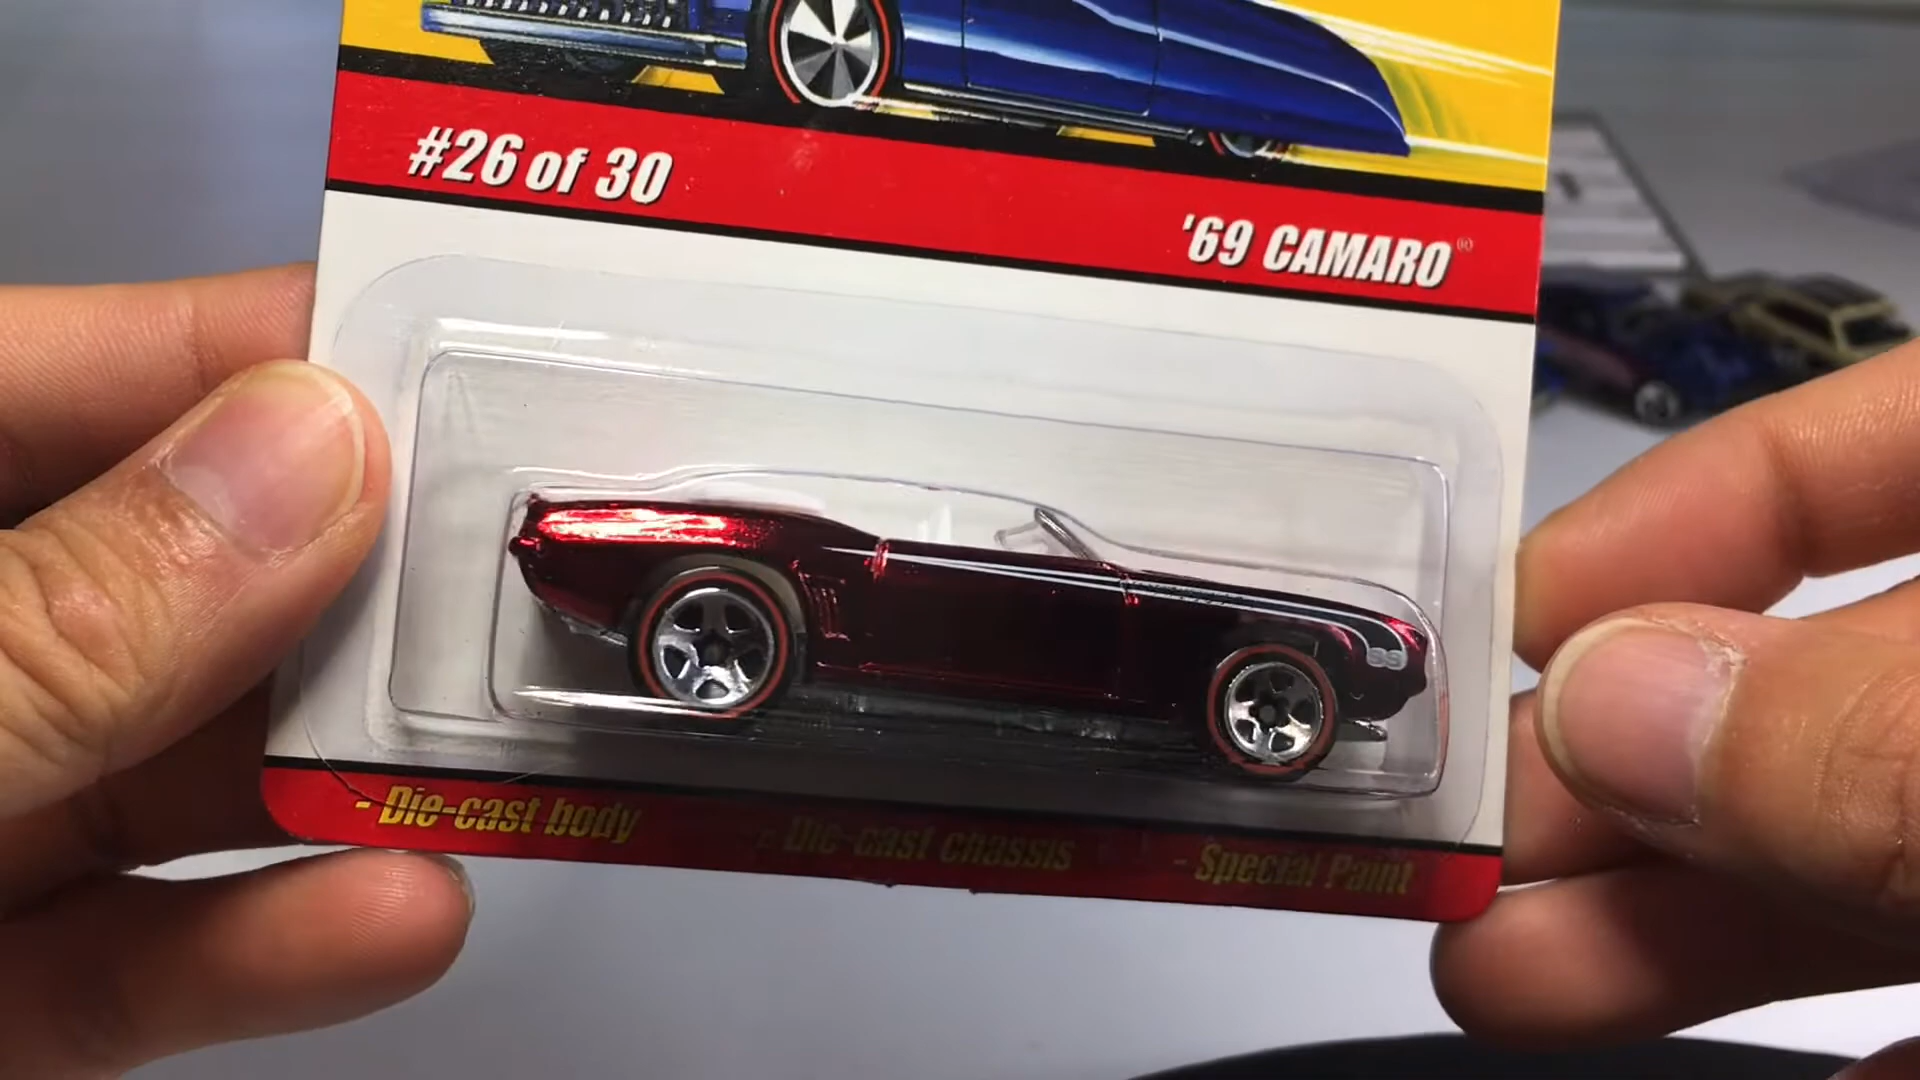 #26 of 30
'69 CAMARO
- Die-cast body
- Die-cast chassis
- Special Paint